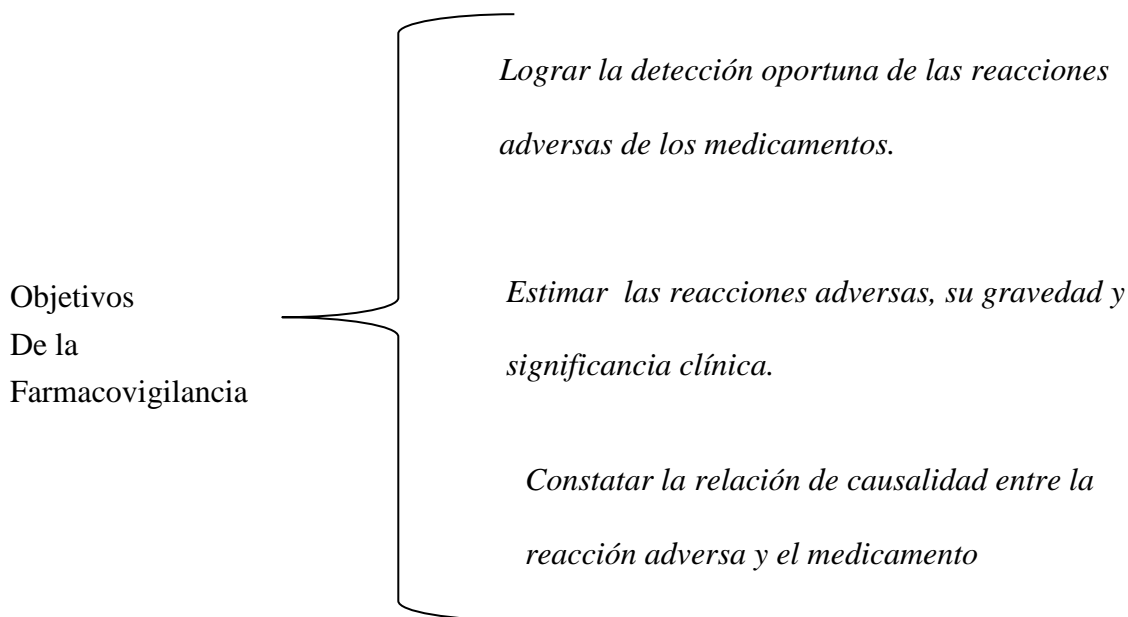 Lograr la detección oportuna de las reacciones
adversas de los medicamentos.
Objetivos
De la
Farmacovigilancia
Estimar  las reacciones adversas, su gravedad y
significancia clínica.
Constatar la relación de causalidad entre la
reacción adversa y el medicamento